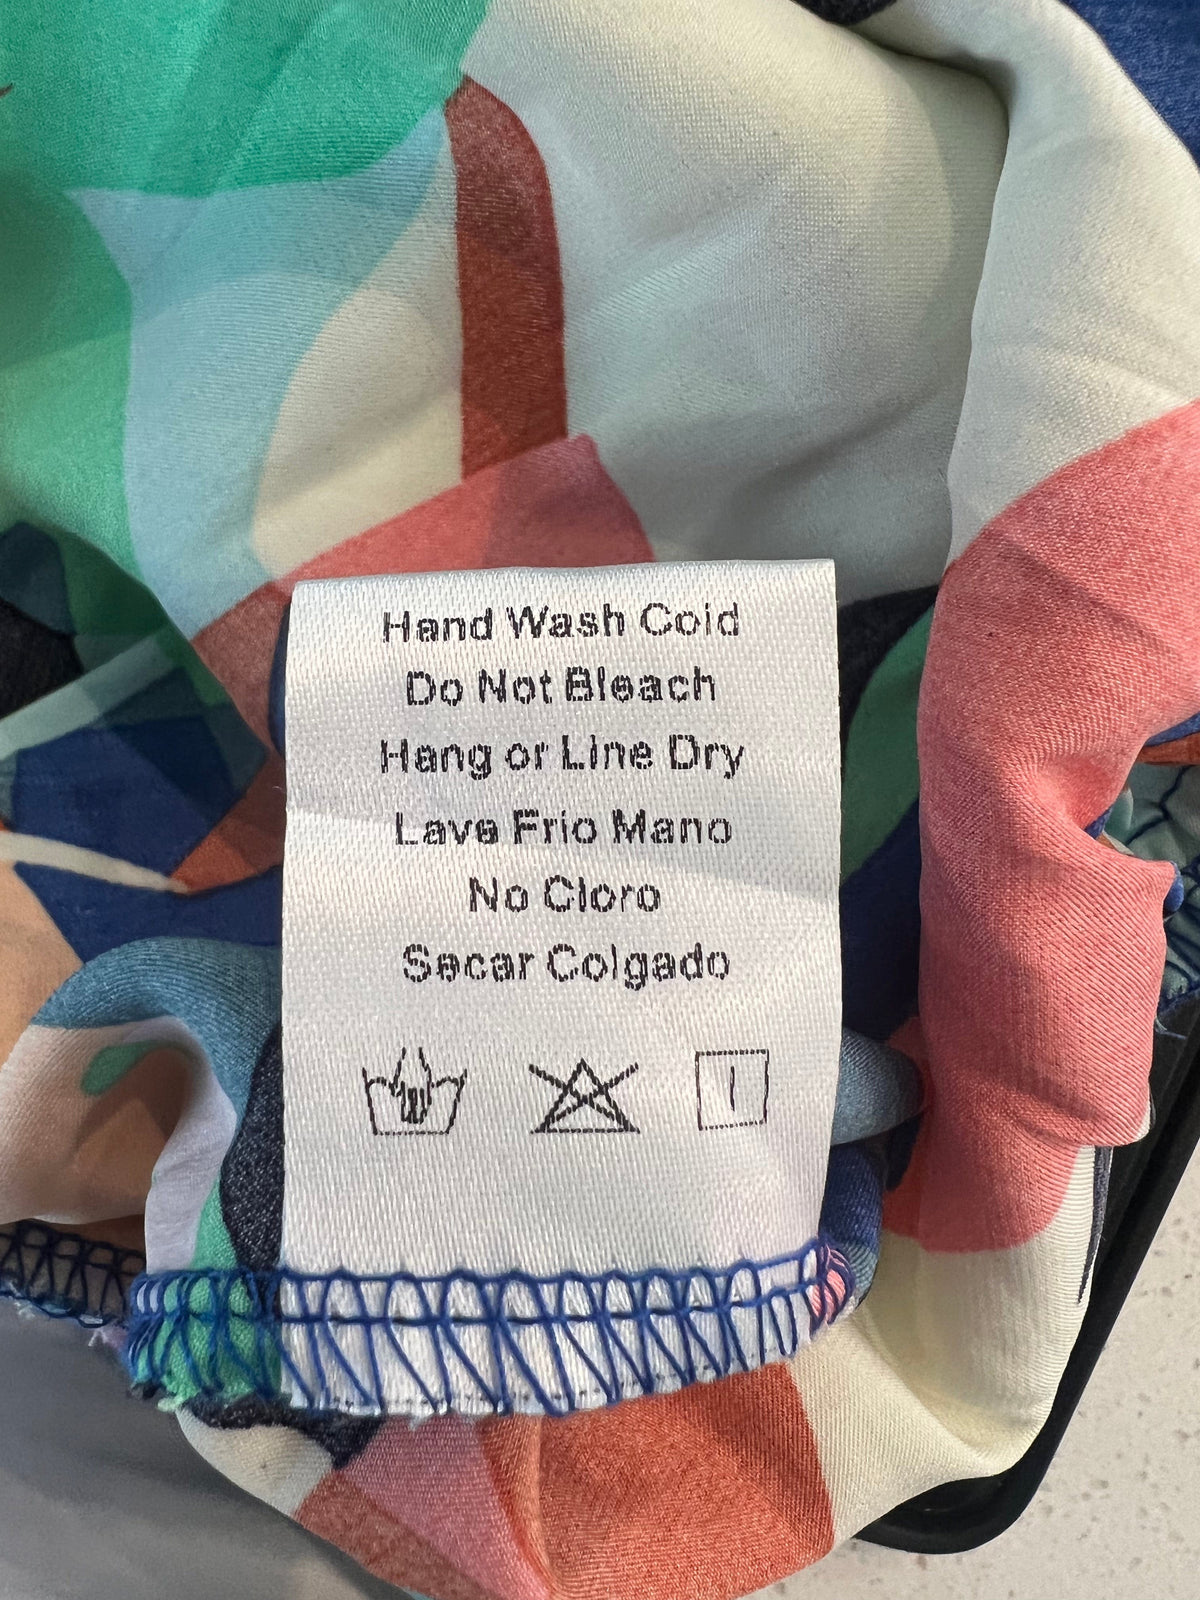 Hand Wash Cold
Do Not Bleach
Hang or Line Dry
Lave Frio Mano
No Cloro
Secar Colgado